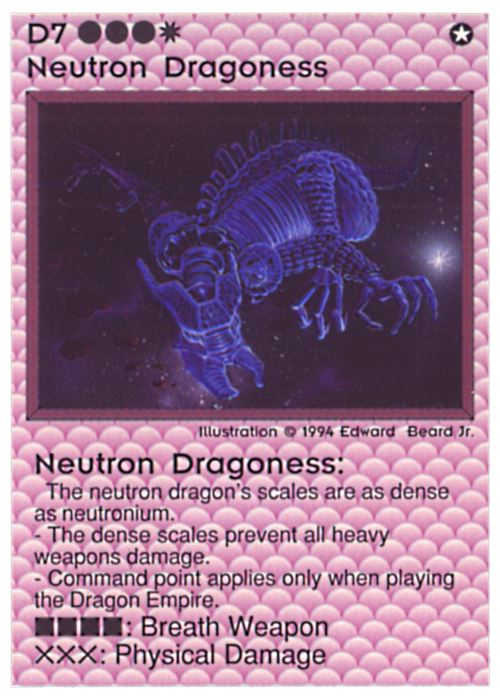 D7
Neutron Dragoness
Illustration © 1994 Edward Beard Jr.
Neutron Dragoness:
The neutron dragon's scales are as dense
as neutronium.
- The dense scales prevent all heavy
weapons damage.
- Command point applies only when playing
the Dragon Empire.
■■■■: Breath Weapon
XXX: Physical Damage